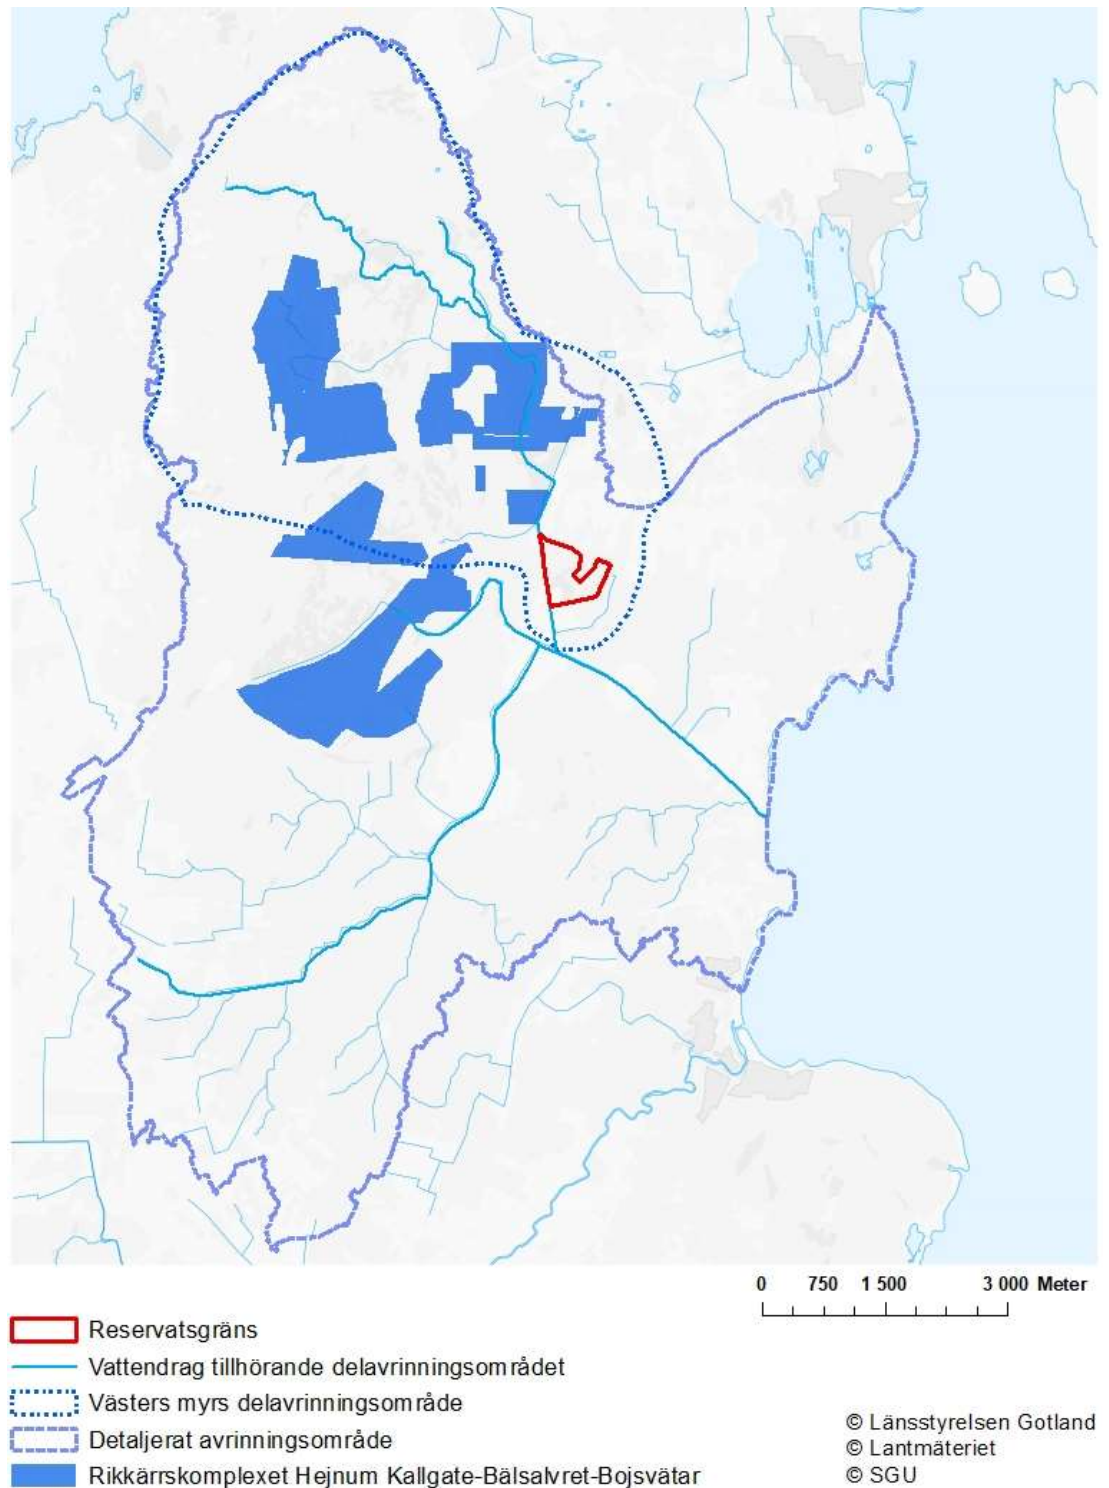 0 750 1 500 3 000 Meter
Reservatsgräns
Vattendrag tillhörande delavrinningsområdet
Västers myrs delavrinningsområde
Detaljerat avrinningsområde
Rikkärrskomplexet Hejnum Kallgate-Bälsalvret-Bojsvätar
© Länsstyrelsen Gotland
© Lantmäteriet
© SGU